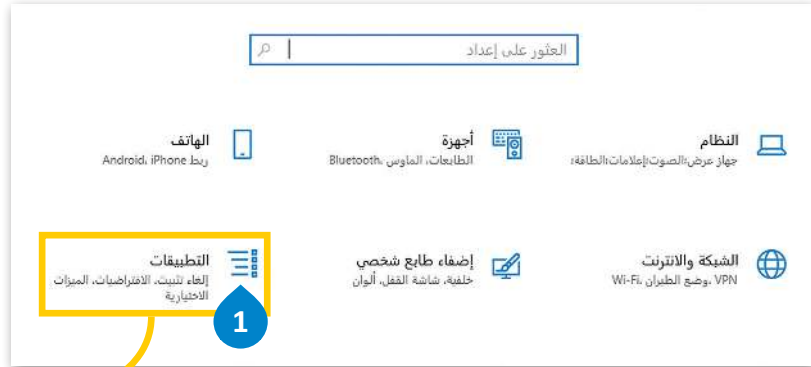 العثور على إعداد
النظام
جهاز عرض؛الصوت؛إعلامات؛الطاقة؛
أجهزة
الطابعات، الماوس ،Bluetooth
الهاتف
ربط Android، iPhone
الشبكة والانترنت
VPN ،وضع الطيران ،Wi-Fi
إضفاء طابع شخصي
خلفية، شاشة القفل، ألوان
التطبيقات
إلغاء تثبيت، الافتراضيات، الميزات
الاختيارية
1